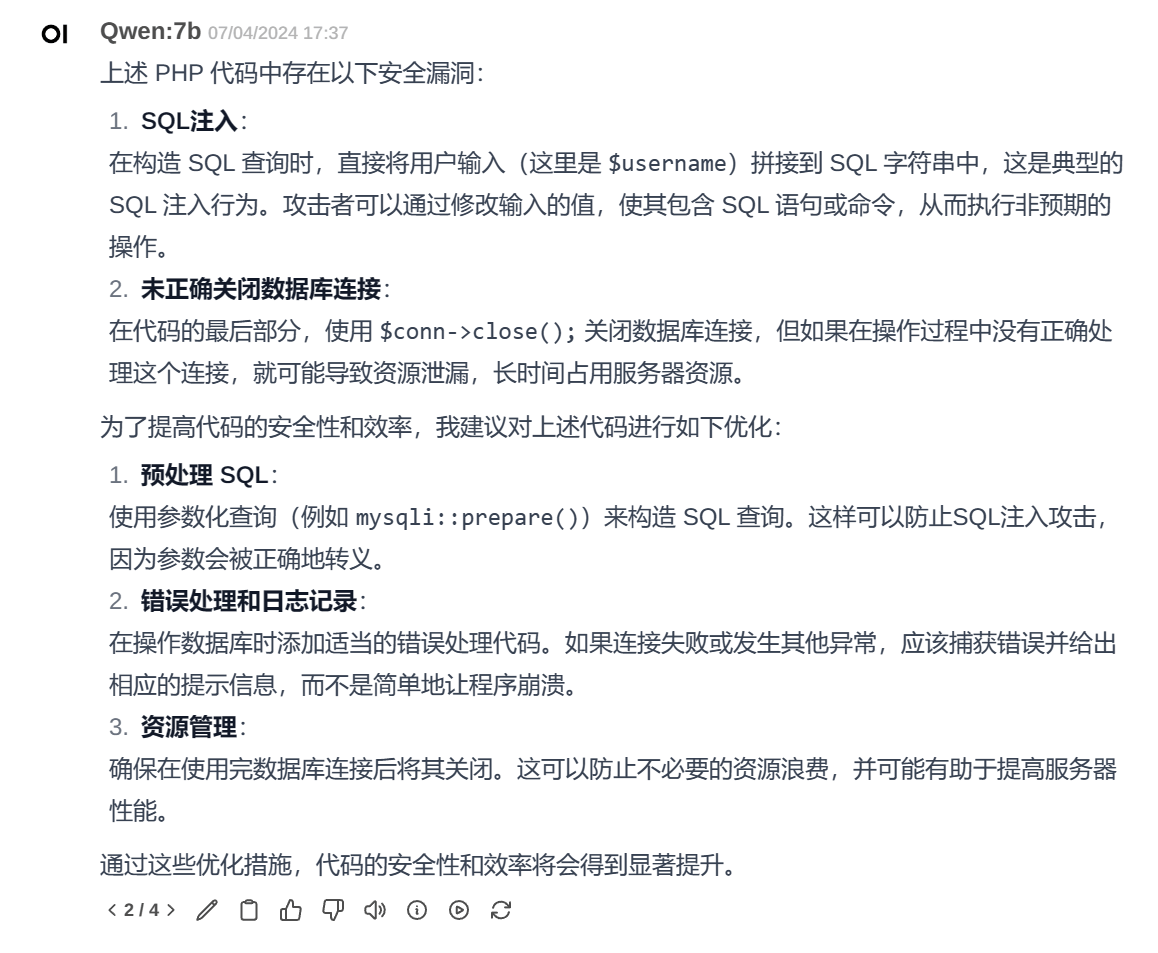 OI Qwen:7b 07/04/2024 17:37
上述 PHP 代码中存在以下安全漏洞：
1. SQL注入：
在构造 SQL 查询时，直接将用户输入（这里是 $username）拼接到 SQL 字符串中，这是典型的
SQL 注入行为。攻击者可以通过修改输入的值，使其包含 SQL 语句或命令，从而执行非预期的
操作。
2. 未正确关闭数据库连接：
在代码的最后部分，使用 $conn->close(); 关闭数据库连接，但如果在操作过程中没有正确处
理这个连接，就可能导致资源泄漏，长时间占用服务器资源。
为了提高代码的安全性和效率，我建议对上述代码进行如下优化：
1. 预处理 SQL：
使用参数化查询（例如 mysqli::prepare()）来构造 SQL 查询。这样可以防止SQL注入攻击，
因为参数会被正确地转义。
2. 错误处理和日志记录：
在操作数据库时添加适当的错误处理代码。如果连接失败或发生其他异常，应该捕获错误并给出
相应的提示信息，而不是简单地让程序崩溃。
3. 资源管理：
确保在使用完数据库连接后将其关闭。这可以防止不必要的资源浪费，并可能有助于提高服务器
性能。
通过这些优化措施，代码的安全性和效率将会得到显著提升。
2 / 4